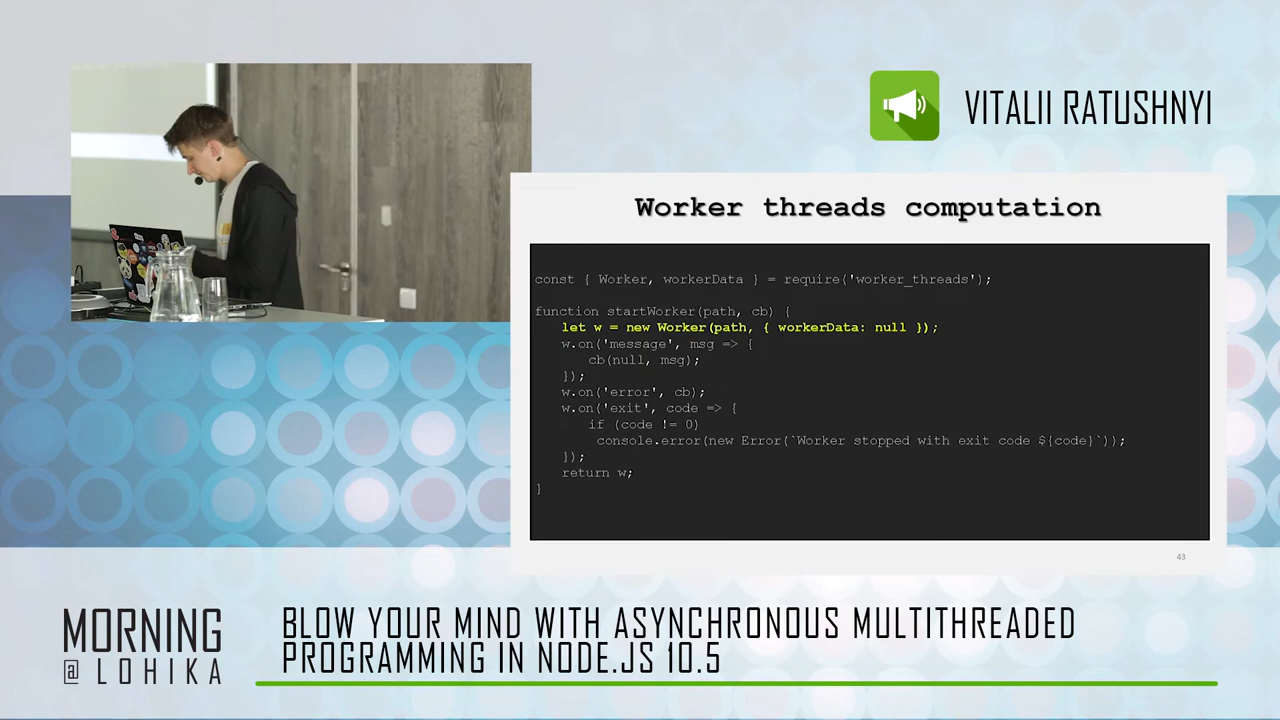 VITALII RATUSHNYI
Worker threads computation
const { Worker, workerData } = require('worker_threads');
function startWorker(path, cb) {
let w = new Worker(path, { workerData: null });
w.on('message', msg => {
cb(null, msg);
});
w.on('error', cb);
w.on('exit', code => {
if (code != 0)
console.error(new Error(`Worker stopped with exit code ${code}`));
});
return w;
}
43
MORNING
@ LOHIKA
BLOW YOUR MIND WITH ASYNCHRONOUS MULTITHREADED
PROGRAMMING IN NODE.JS 10.5